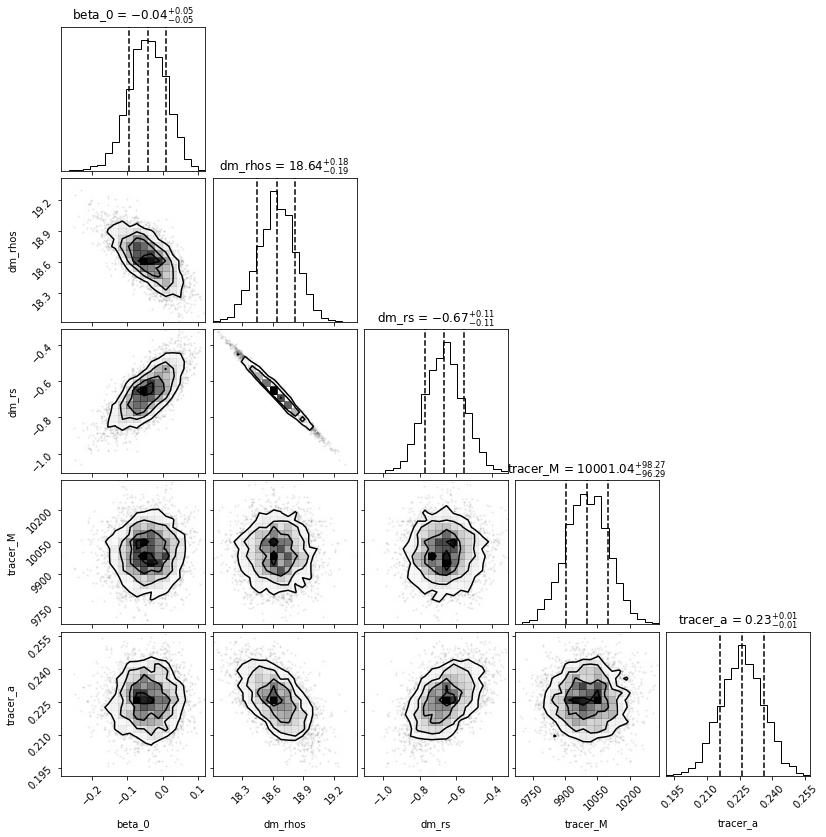 beta_0 = −0.04+0.05−0.05
dm_rhos = 18.64+0.18−0.19
19.2
18.9
18.6
18.3
dm_rhos
dm_rs = −0.67+0.11−0.11
−0.4
−0.6
−0.8
−1.0
dm_rs
tracer_M = 10001.04+98.27−96.29
10200
10050
9900
9750
tracer_M
tracer_a = 0.23+0.01−0.01
0.255
0.240
0.225
0.210
0.195
tracer_a
−0.2 −0.1 0.0 0.1 18.3 18.6 18.9 19.2 −1.0 −0.8 −0.6 −0.4 9750 9900 10050 10200 0.195 0.210 0.225 0.240 0.255
beta_0 dm_rhos dm_rs tracer_M tracer_a